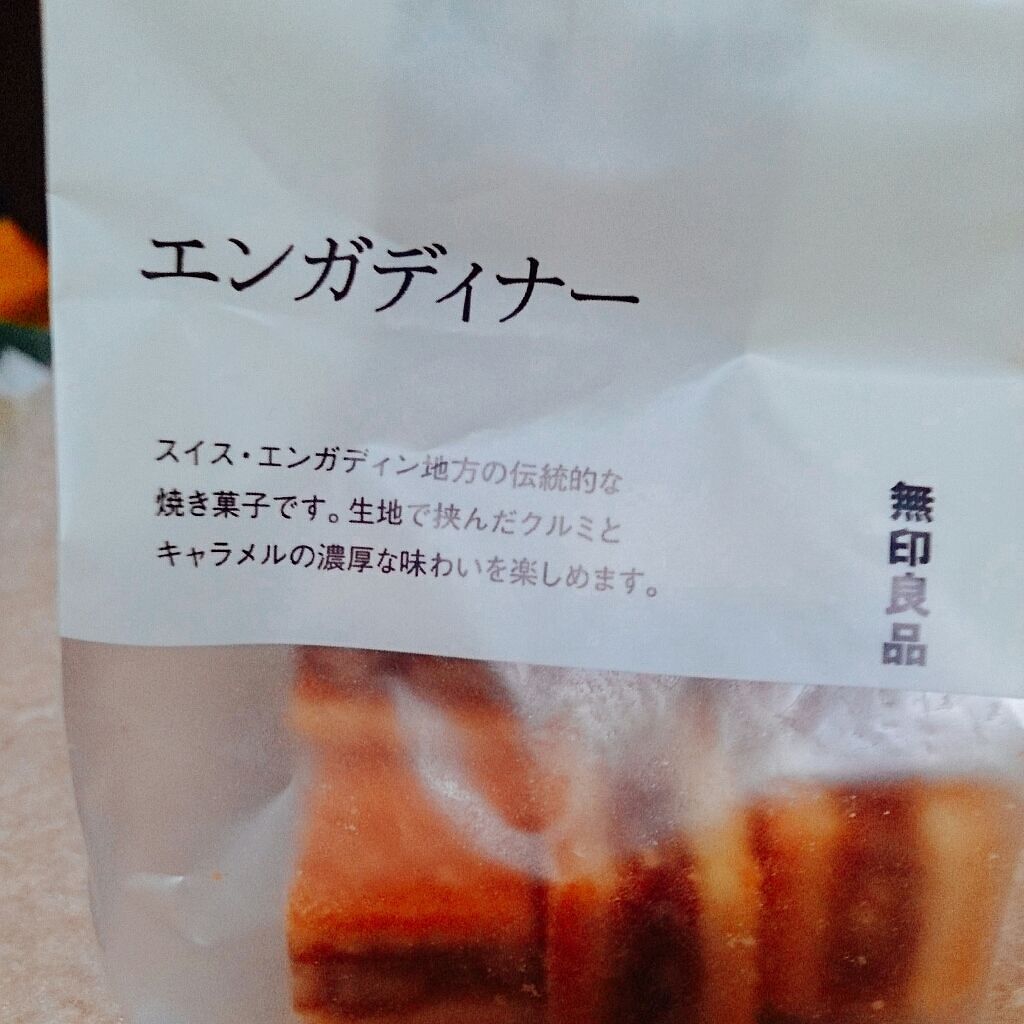 エンガディナー
スイス・エンガディン地方の伝統的な
焼き菓子です。生地で挟んだクルミと
キャラメルの濃厚な味わいを楽しめます。
無印良品